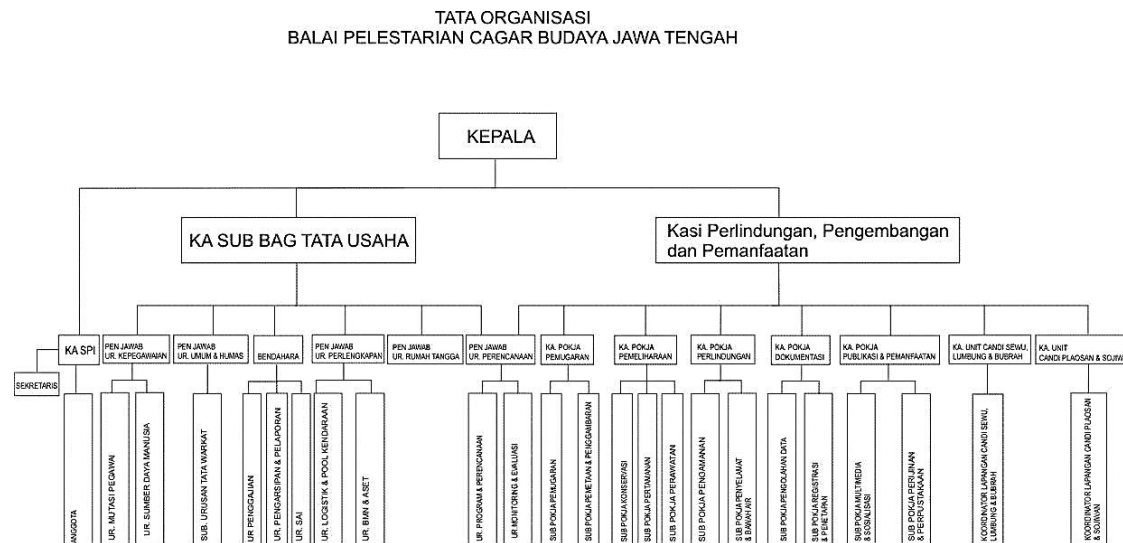 TATA ORGANISASI
BALAI PELESTARIAN CAGAR BUDAYA JAWA TENGAH
KEPALA
KA SUB BAG TATA USAHA
Kasi Perlindungan, Pengembangan
dan Pemanfaatan
KA SPI
PEN JAWAB
UR. KEPEGAWAIAN
PEN JAWAB
UR. UMUM & HUMAS
BENDAHARA
PEN JAWAB
UR. PERLENGKAPAN
PEN JAWAB
UR. RUMAH TANGGA
PEN JAWAB
UR. PERENCANAAN
KA. POKJA
PEMUGARAN
KA. POKJA
PEMELIHARAAN
KA. POKJA
PERLINDUNGAN
KA. POKJA
DOKUMENTASI
KA. POKJA
PUBLIKASI & PEMANFAATAN
KA. UNIT CANDI SEWU,
LUMBUNG & BUBRAH
KA. UNIT
CANDI PLAOSAN & SOJIW
SEKRETARIS
ANGGOTA
UR. MUTASI PEGAWAI
UR. SUMBER DAYA MANUSIA
SUB. URUSAN TATA WARKAT
UR PENGAJIAN
UR. PENGARSIPAN & PELAPORAN
UR. SAI
UR. LOGISTIK & POOL KENDARAAN
UR. BMN & ASET
UR. PROGRAM & PERENCANAAN
UR. MONITORING & EVALUASI
SUB POKJA PEMUGARAN
SUB POKJA PEMETAAN & PENGGAMBARAN
SUB POKJA KONSERVASI
SUB POKJA PERTAMANAN
SUB POKJA PERAWATAN
SUB POKJA PENGAMANAN
SUB POKJA PENYELAMAT
& BAWAH AIR
SUB POKJA PENGOLAHAN DATA
SUB POKJA REGISTRASI
& PENETAPAN
SUB POKJA MULTIMEDIA
& SOSIALISASI
SUB POKJA PERIJINAN
& PERPUSTAKAAN
KOORDINATOR LAPANGAN CANDI SEWU,
LUMBUNG & BUBRAH
KOORDINATOR LAPANGAN CANDI PLAOSAN
& SOJIWAN